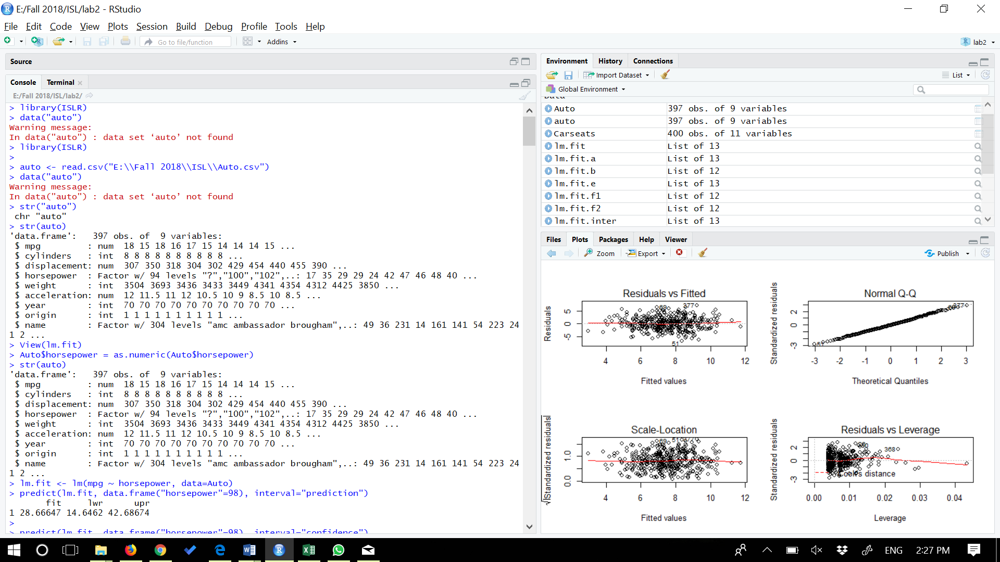 E:/Fall 2018/ISL/lab2 - RStudio
File Edit Code View Plots Session Build Debug Profile Tools Help
Go to file/function Addins lab2
Source
Console Terminal
E:/Fall 2018/ISL/lab2/
> library(ISLR)
> data("auto")
Warning message:
In data("auto") : data set ‘auto’ not found
> library(ISLR)
>
> auto <- read.csv("E:\\Fall 2018\\ISL\\Auto.csv")
> data("auto")
Warning message:
In data("auto") : data set ‘auto’ not found
> str("auto")
chr "auto"
> str(auto)
'data.frame': 397 obs. of 9 variables:
$ mpg : num 18 15 18 16 17 15 14 14 14 15 ...
$ cylinders : int 8 8 8 8 8 8 8 8 8 8 ...
$ displacement: num 307 350 318 304 302 429 454 440 455 390 ...
$ horsepower : Factor w/ 94 levels "?","100","102",..: 17 35 29 29 24 42 47 46 48 40 ...
$ weight : int 3504 3693 3436 3433 3449 4341 4354 4312 4425 3850 ...
$ acceleration: num 12 11.5 11 12 10.5 10 9 8.5 10 8.5 ...
$ year : int 70 70 70 70 70 70 70 70 70 70 ...
$ origin : int 1 1 1 1 1 1 1 1 1 1 ...
$ name : Factor w/ 304 levels "amc ambassador brougham",..: 49 36 231 14 161 141 54 223 24
1 2 ...
> View(lm.fit)
> Auto$horsepower = as.numeric(Auto$horsepower)
> str(auto)
'data.frame': 397 obs. of 9 variables:
$ mpg : num 18 15 18 16 17 15 14 14 14 15 ...
$ cylinders : int 8 8 8 8 8 8 8 8 8 8 ...
$ displacement: num 307 350 318 304 302 429 454 440 455 390 ...
$ horsepower : Factor w/ 94 levels "?","100","102",..: 17 35 29 29 24 42 47 46 48 40 ...
$ weight : int 3504 3693 3436 3433 3449 4341 4354 4312 4425 3850 ...
$ acceleration: num 12 11.5 11 12 10.5 10 9 8.5 10 8.5 ...
$ year : int 70 70 70 70 70 70 70 70 70 70 ...
$ origin : int 1 1 1 1 1 1 1 1 1 1 ...
$ name : Factor w/ 304 levels "amc ambassador brougham",..: 49 36 231 14 161 141 54 223 24
1 2 ...
> lm.fit <- lm(mpg ~ horsepower, data=Auto)
> predict(lm.fit, data.frame("horsepower"=98), interval="prediction")
fit lwr upr
1 28.66647 14.6462 42.68674
>
> predict(lm.fit, data.frame("horsepower"=98), interval="confidence")
Environment History Connections
Import Dataset List
Global Environment
Data
Auto 397 obs. of 9 variables
auto 397 obs. of 9 variables
Carseats 400 obs. of 11 variables
lm.fit List of 13
lm.fit.a List of 13
lm.fit.b List of 12
lm.fit.e List of 13
lm.fit.f1 List of 12
lm.fit.f2 List of 12
lm.fit.inter List of 13
Files Plots Packages Help Viewer
Zoom Export Publish
Residuals vs Fitted
Residuals
5
0
-5
377
51
4 6 8 10 12
Fitted values
Normal Q-Q
Standardized residuals
2
0
-3
377
51
-3 -2 -1 0 1 2 3
Theoretical Quantiles
Scale-Location
√|Standardized residuals|
1.0
0.0
69 51 377
4 6 8 10 12
Fitted values
Residuals vs Leverage
Standardized residuals
2
0
-3
368
Cook's distance
0.00 0.01 0.02 0.03 0.04
Leverage
ENG 2:27 PM